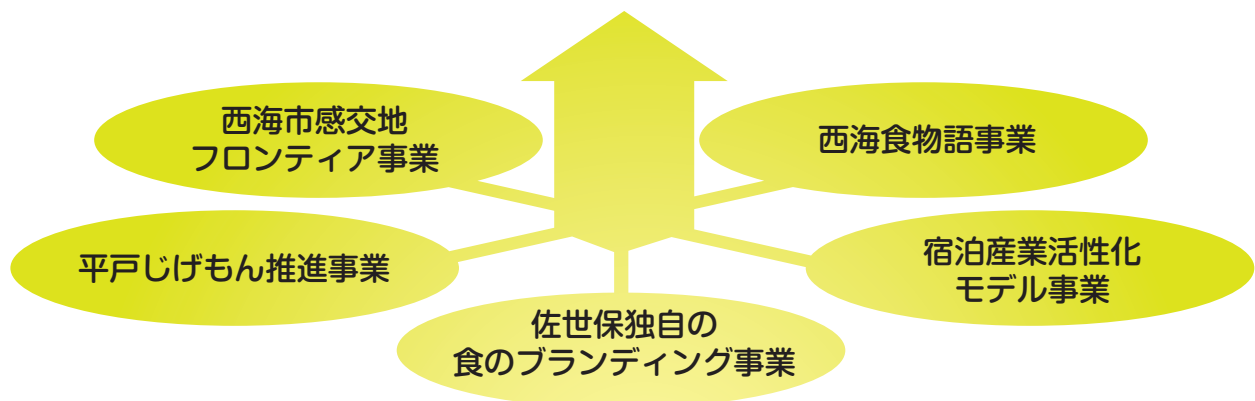 西海市感交地
フロンティア事業
西海食物語事業
平戸じげもん推進事業
宿泊産業活性化
モデル事業
佐世保独自の
食のブランディング事業